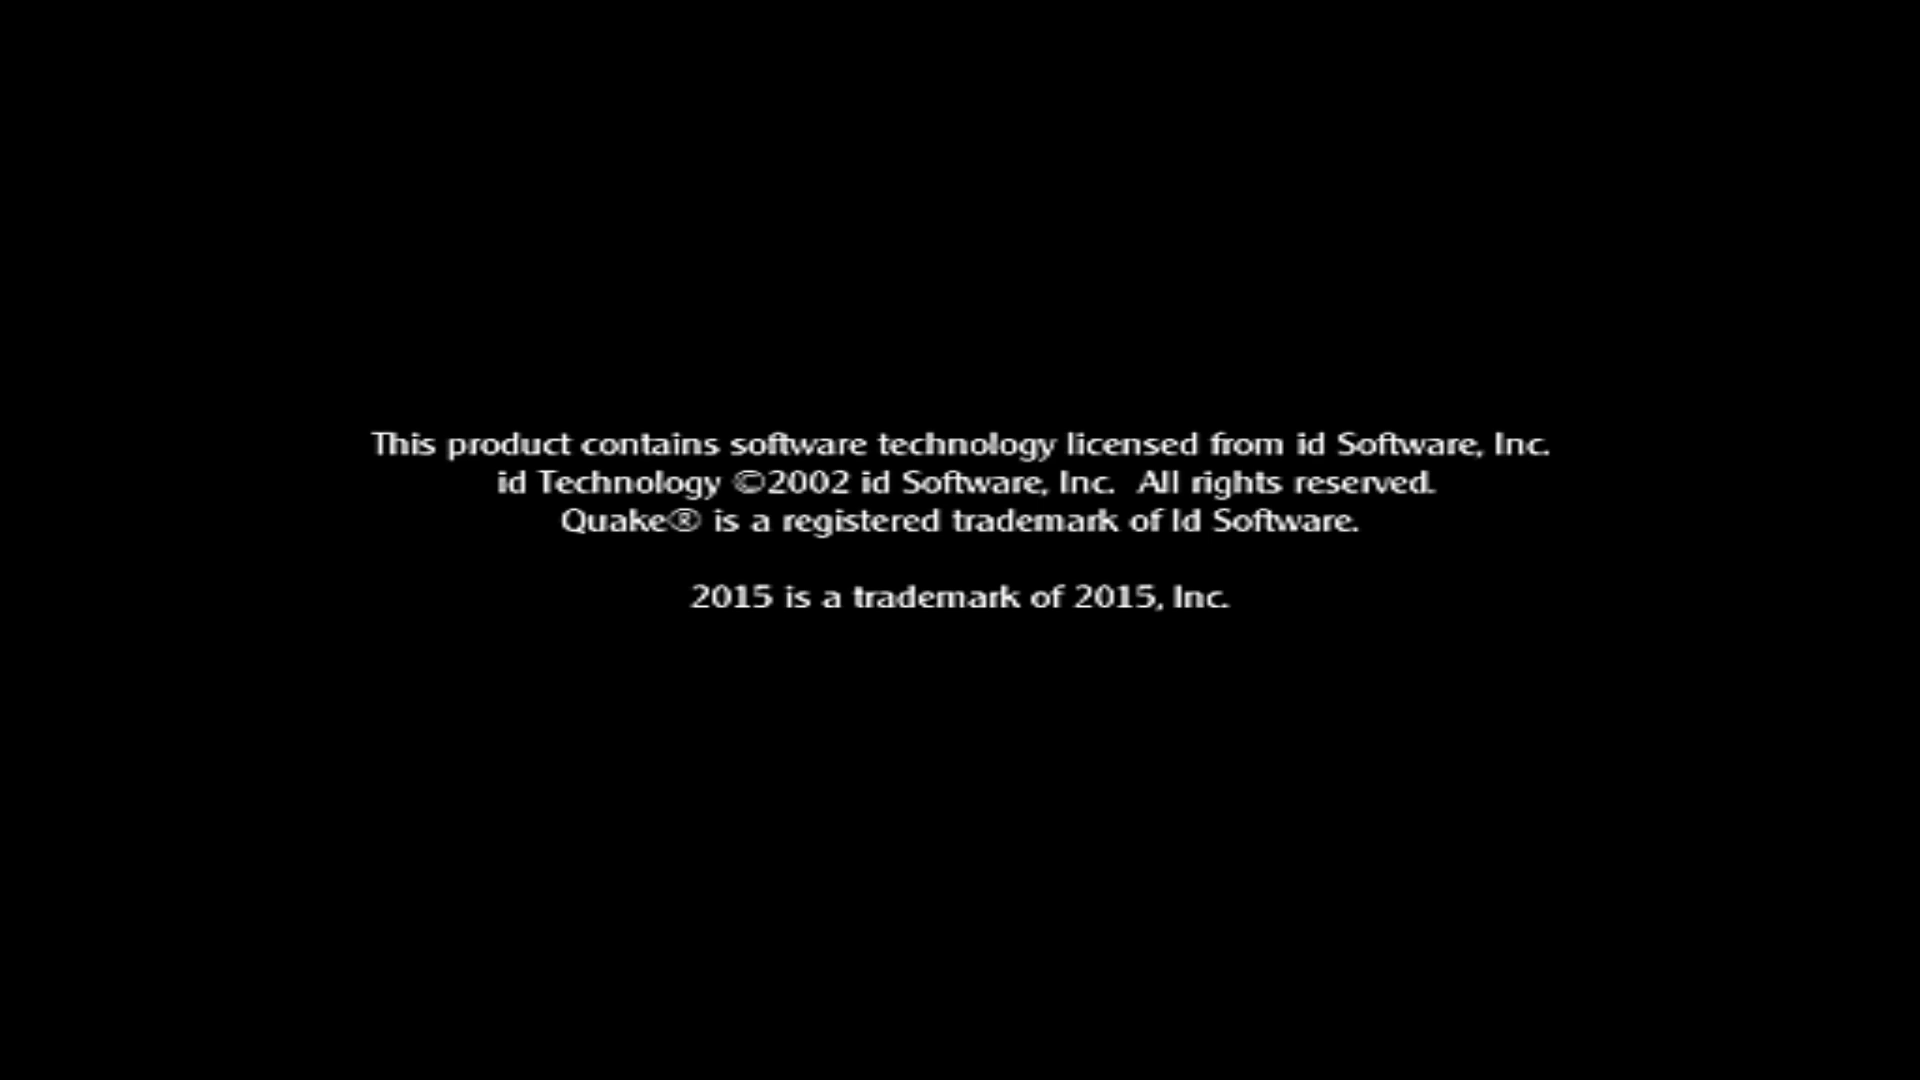 This product contains software technology licensed from id Software, Inc.
id Technology ©2002 id Software, Inc.  All rights reserved.
Quake® is a registered trademark of Id Software.
2015 is a trademark of 2015, Inc.